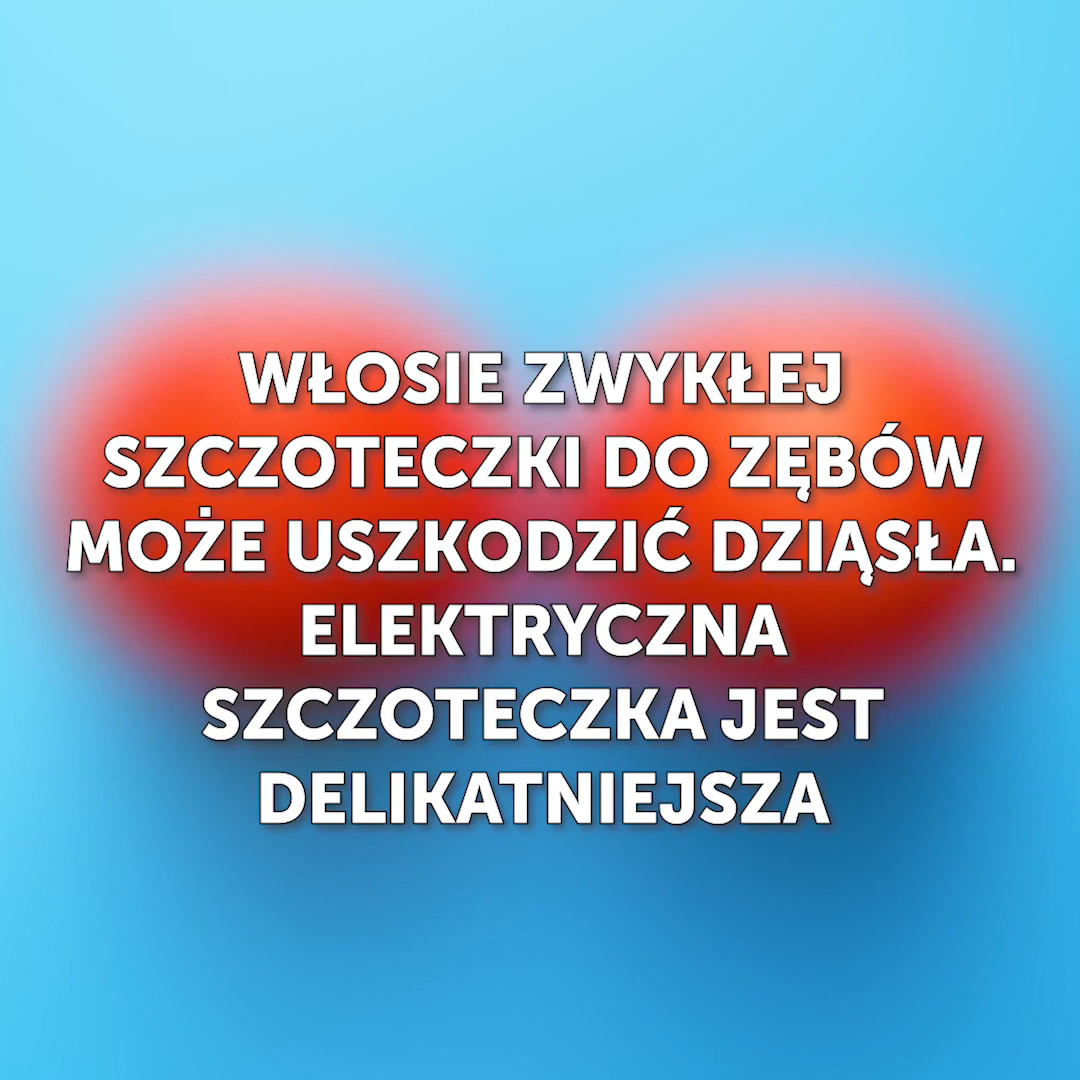 WŁOSIE ZWYKŁEJ
SZCZOTECZKI DO ZĘBÓW
MOŻE USZKODZIĆ DZIĄSŁA.
ELEKTRYCZNA
SZCZOTECZKA JEST
DELIKATNIEJSZA